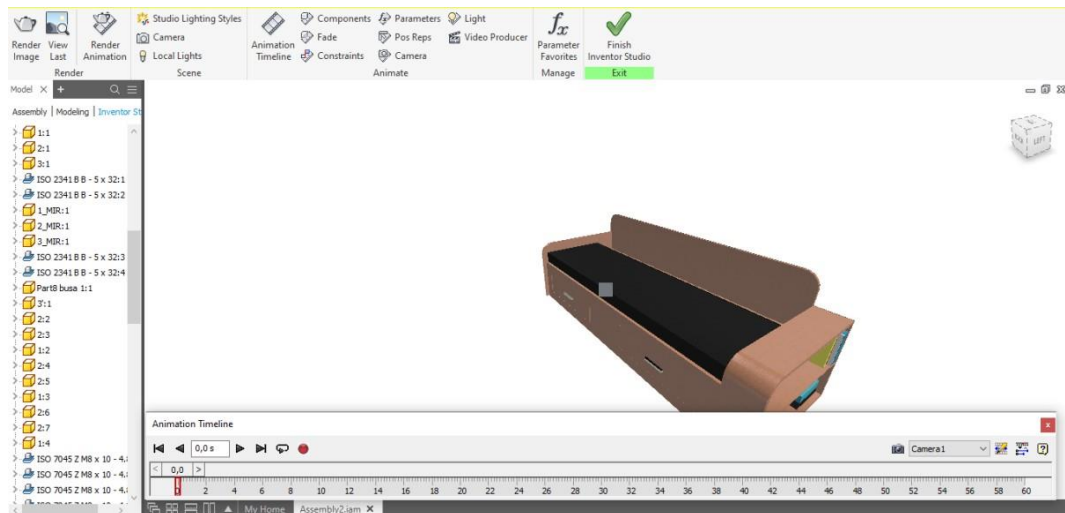 Studio Lighting Styles
Components
Parameters
Light
Camera
Fade
Pos Reps
Video Producer
Render Image
View Last
Render Animation
Local Lights
Animation Timeline
Constraints
Camera
Parameter Favorites
Finish Inventor Studio
Render
Scene
Animate
Manage
Exit
Model
Assembly | Modeling | Inventor St
1:1
2:1
3:1
ISO 2341 B B - 5 x 32:1
ISO 2341 B B - 5 x 32:2
1_MIR:1
2_MIR:1
3_MIR:1
ISO 2341 B B - 5 x 32:3
ISO 2341 B B - 5 x 32:4
Part8 busa 1:1
3':1
2:2
2:3
1:2
2:4
2:5
1:3
2:6
2:7
1:4
ISO 7045 Z M8 x 10 - 4.
ISO 7045 Z M8 x 10 - 4.
ISO 7045 Z M8 x 10 - 4.
LEFT
Animation Timeline
0,0 s
Camera1
< 0,0 >
2 4 6 8 10 12 14 16 18 20 22 24 26 28 30 32 34 36 38 40 42 44 46 48 50 52 54 56 58 60
My Home
Assembly2.iam